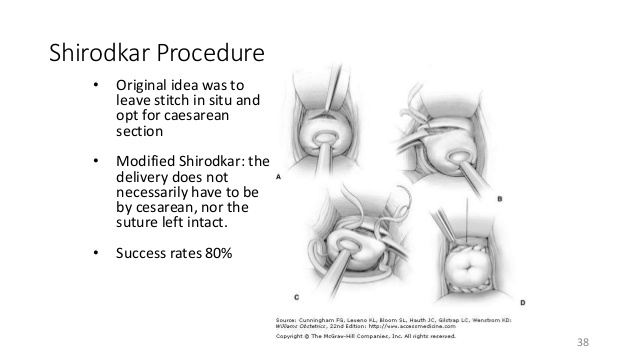 Shirodkar Procedure
• Original idea was to
leave stitch in situ and
opt for caesarean
section
• Modified Shirodkar: the
delivery does not
necessarily have to be
by cesarean, nor the
suture left intact.
• Success rates 80%
A
B
C
D
Source: Cunningham FG, Leveno KL, Bloom SL, Hauth JC, Gilstrap LC, Wenstrom KD:
Williams Obstetrics, 22nd Edition: http://www.accessmedicine.com
Copyright © The McGraw-Hill Companies, Inc. All rights reserved.
38